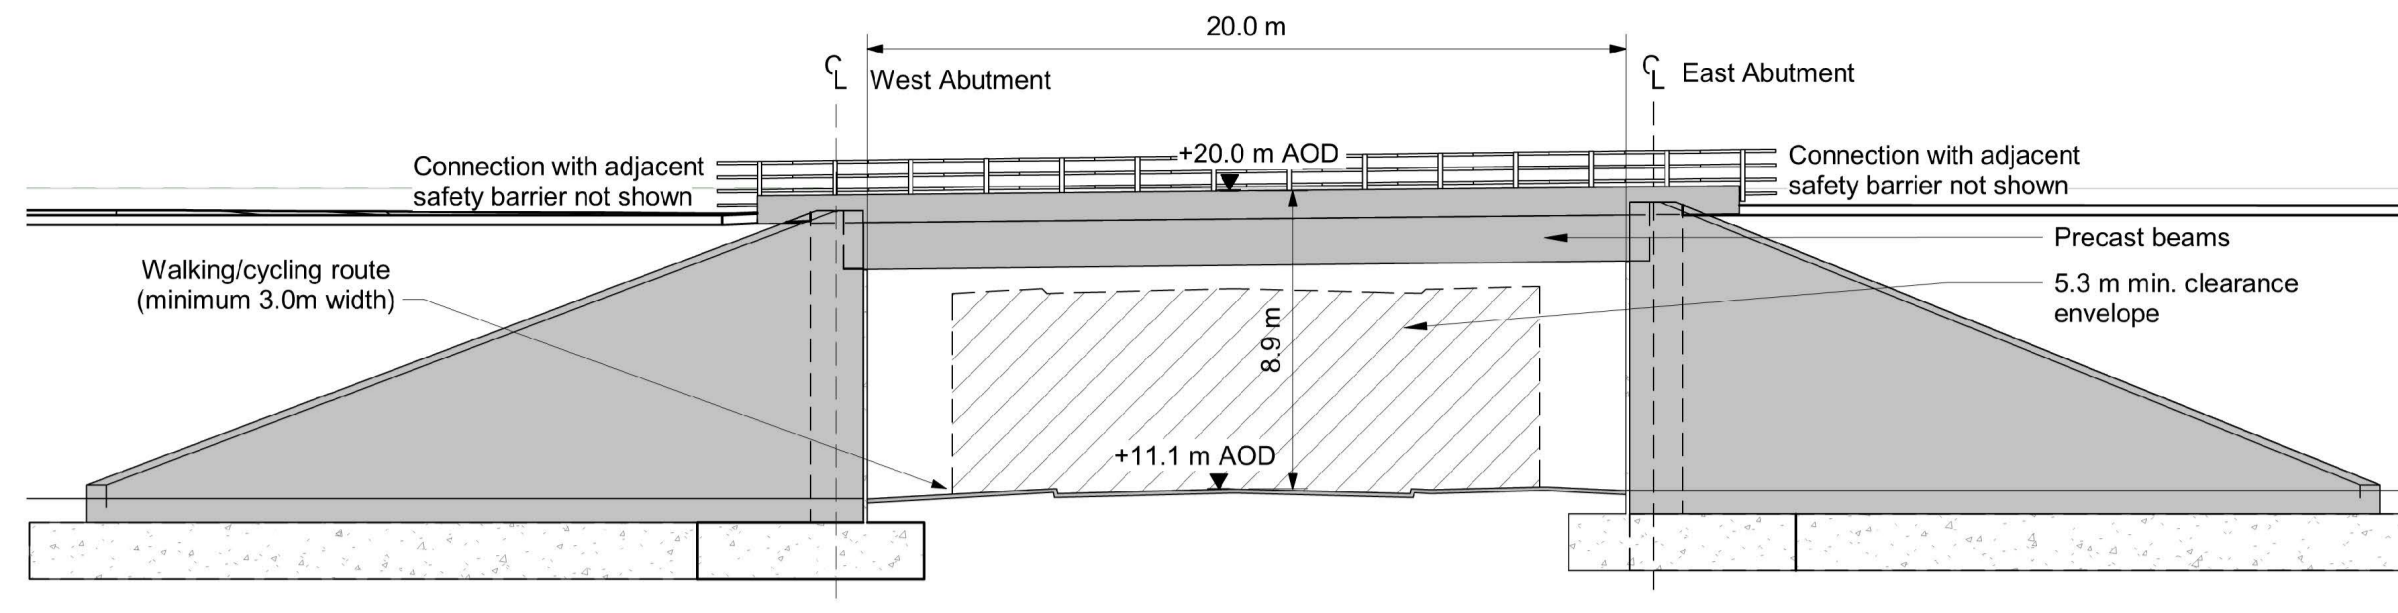 20.0 m
CL West Abutment
CL East Abutment
+20.0 m AOD
Connection with adjacent
safety barrier not shown
Connection with adjacent
safety barrier not shown
Precast beams
Walking/cycling route
(minimum 3.0m width)
5.3 m min. clearance
envelope
8.9 m
+11.1 m AOD